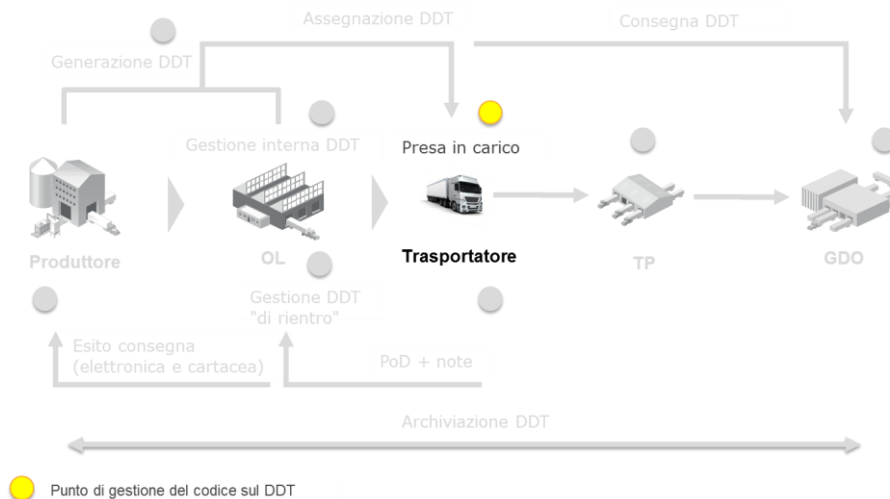 Assegnazione DDT
Consegna DDT
Generazione DDT
Gestione interna DDT
Presa in carico
Produttore
OL
Trasportatore
TP
GDO
Gestione DDT
"di rientro"
Esito consegna
(elettronica e cartacea)
PoD + note
Archiviazione DDT
Punto di gestione del codice sul DDT